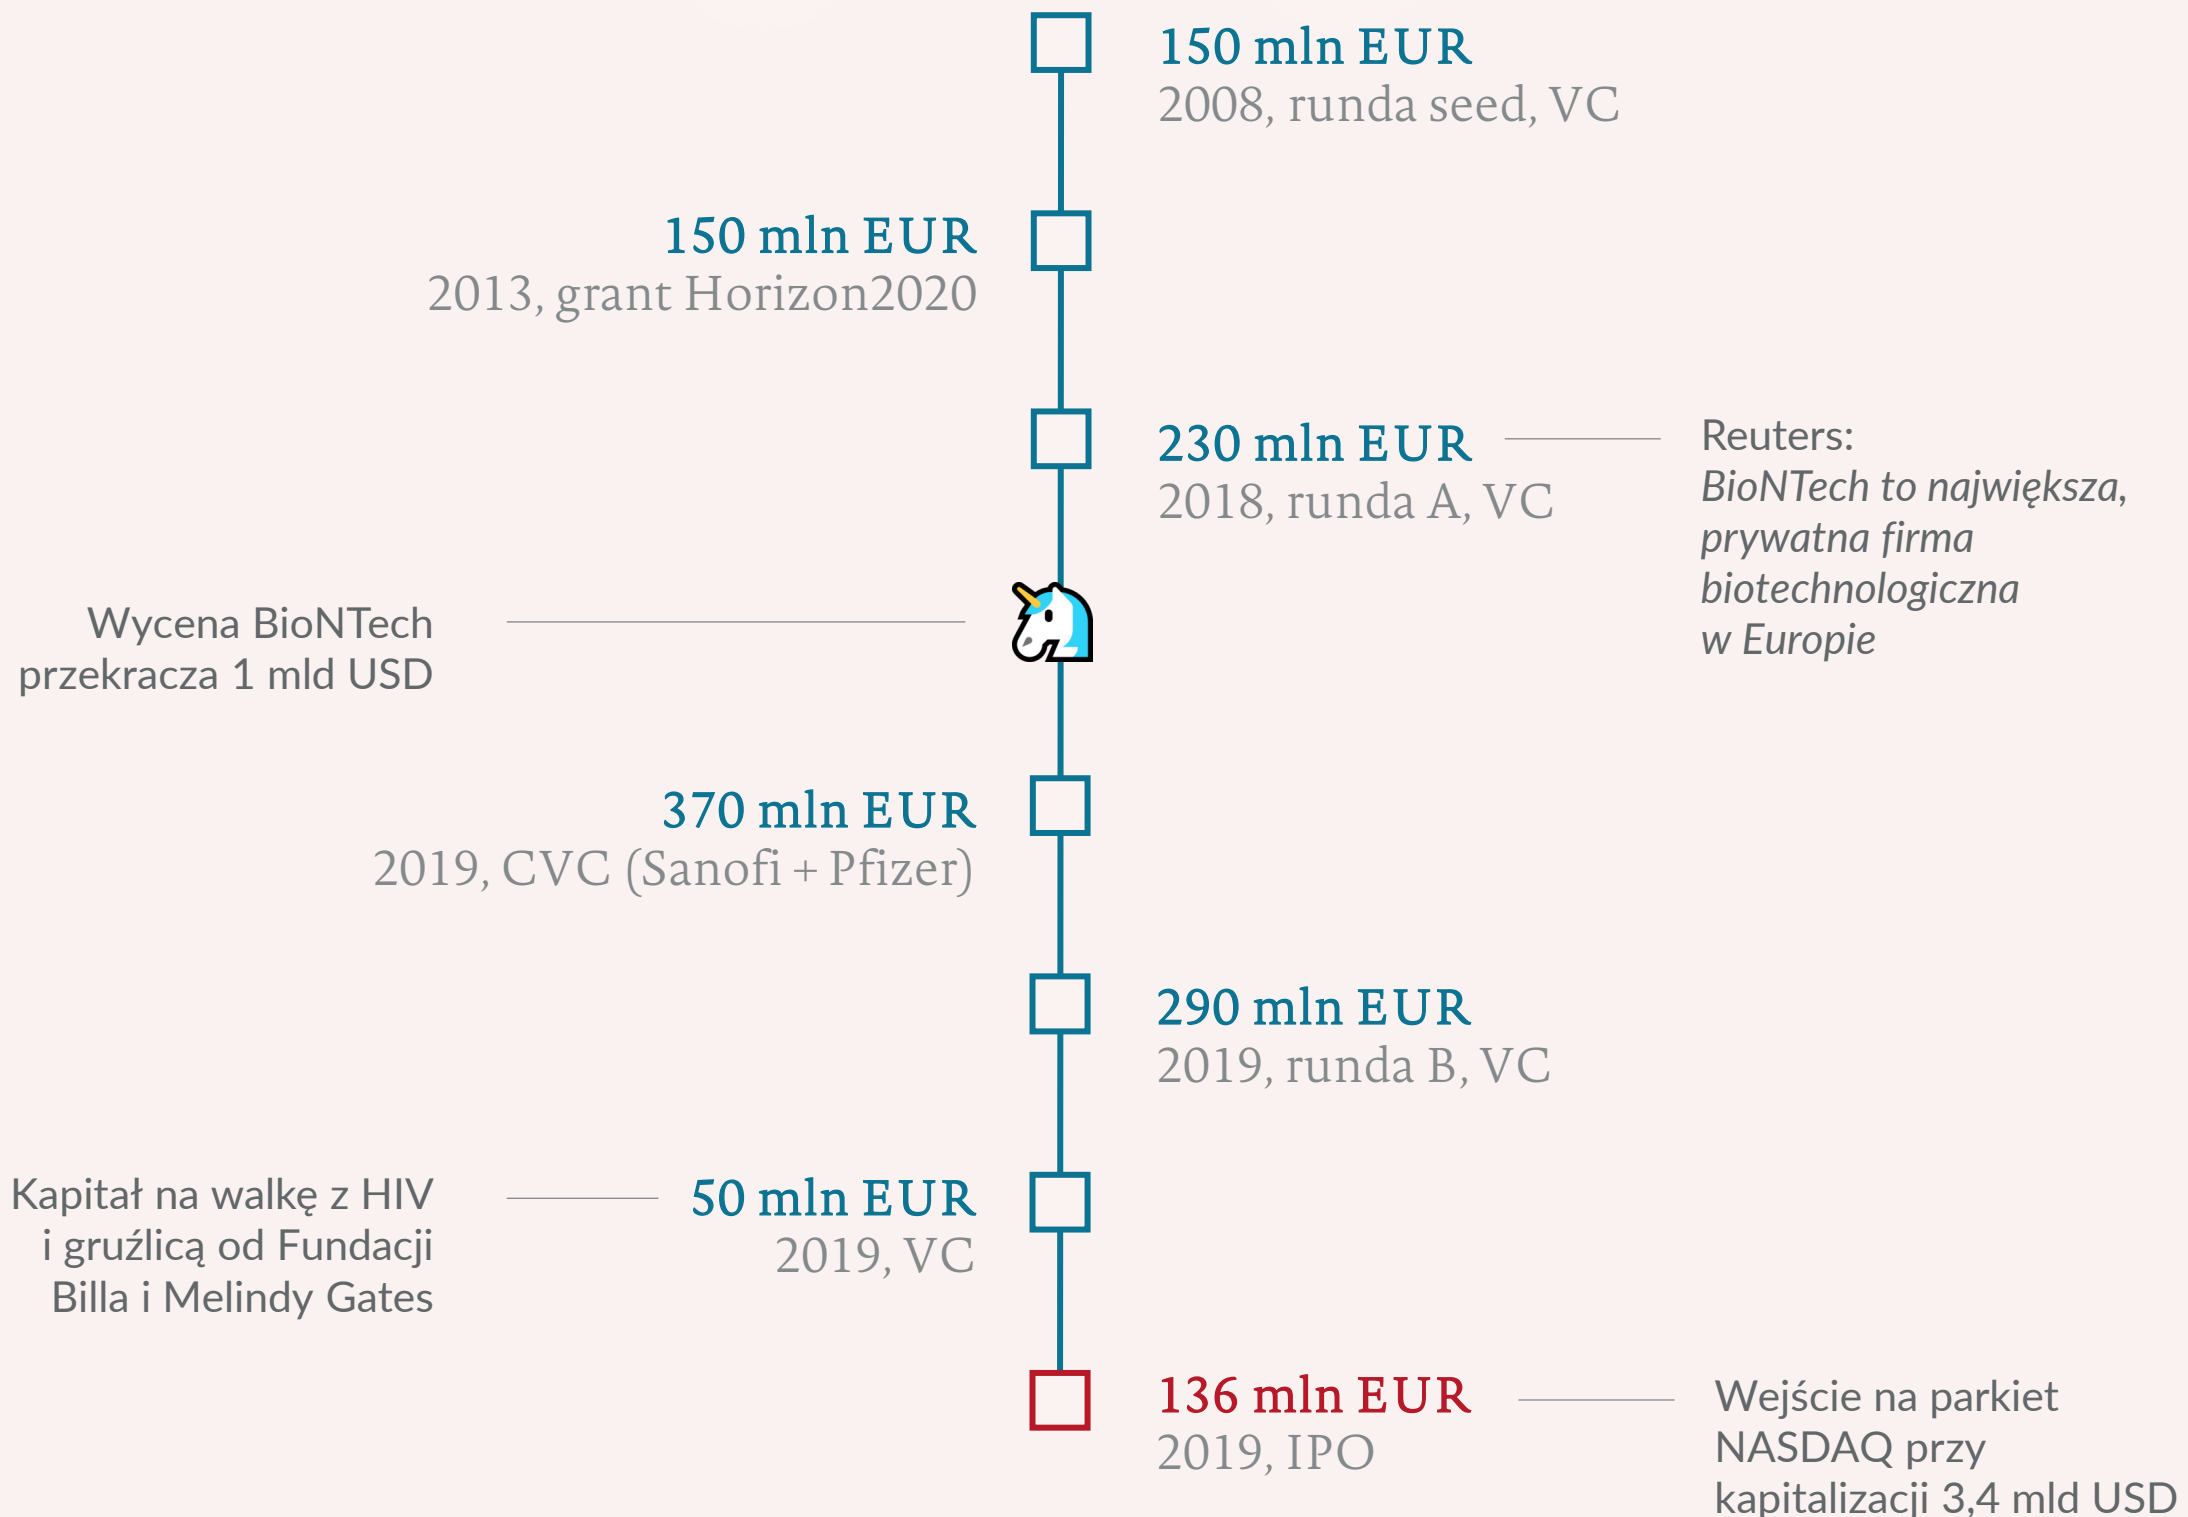 150 mln EUR
2008, runda seed, VC
150 mln EUR
2013, grant Horizon2020
230 mln EUR
2018, runda A, VC
Reuters:
BioNTech to największa,
prywatna firma
biotechnologiczna
w Europie
Wycena BioNTech
przekracza 1 mld USD
370 mln EUR
2019, CVC (Sanofi + Pfizer)
290 mln EUR
2019, runda B, VC
Kapitał na walkę z HIV
i gruźlicą od Fundacji
Billa i Melindy Gates
50 mln EUR
2019, VC
136 mln EUR
2019, IPO
Wejście na parkiet
NASDAQ przy
kapitalizacji 3,4 mld USD